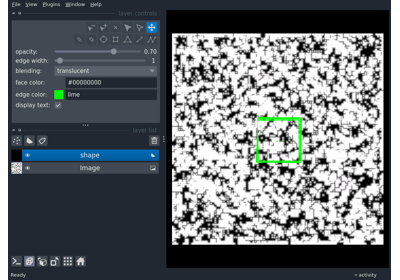 File View Plugins Window Help
layer controls
opacity: 0.70
edge width: 1
blending: translucent
face color: #00000000
edge color: lime
display text:
layer list
shape
Image
Ready
activity